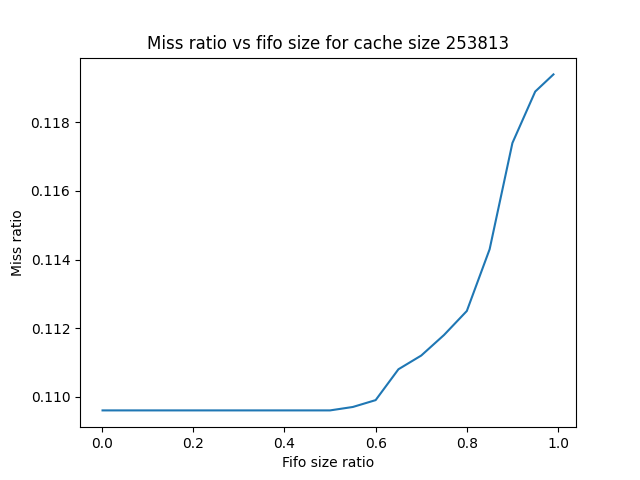 Miss ratio vs fifo size for cache size 253813
0.118
0.116
0.114
0.112
0.110
Miss ratio
0.0 0.2 0.4 0.6 0.8 1.0
Fifo size ratio